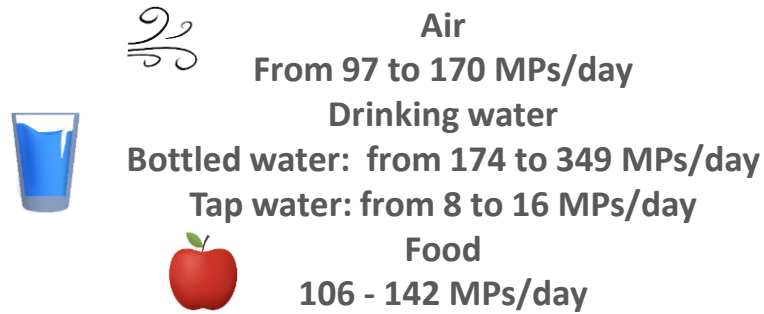 Air
From 97 to 170 MPs/day
Drinking water
Bottled water:  from 174 to 349 MPs/day
Tap water: from 8 to 16 MPs/day
Food
106 - 142 MPs/day